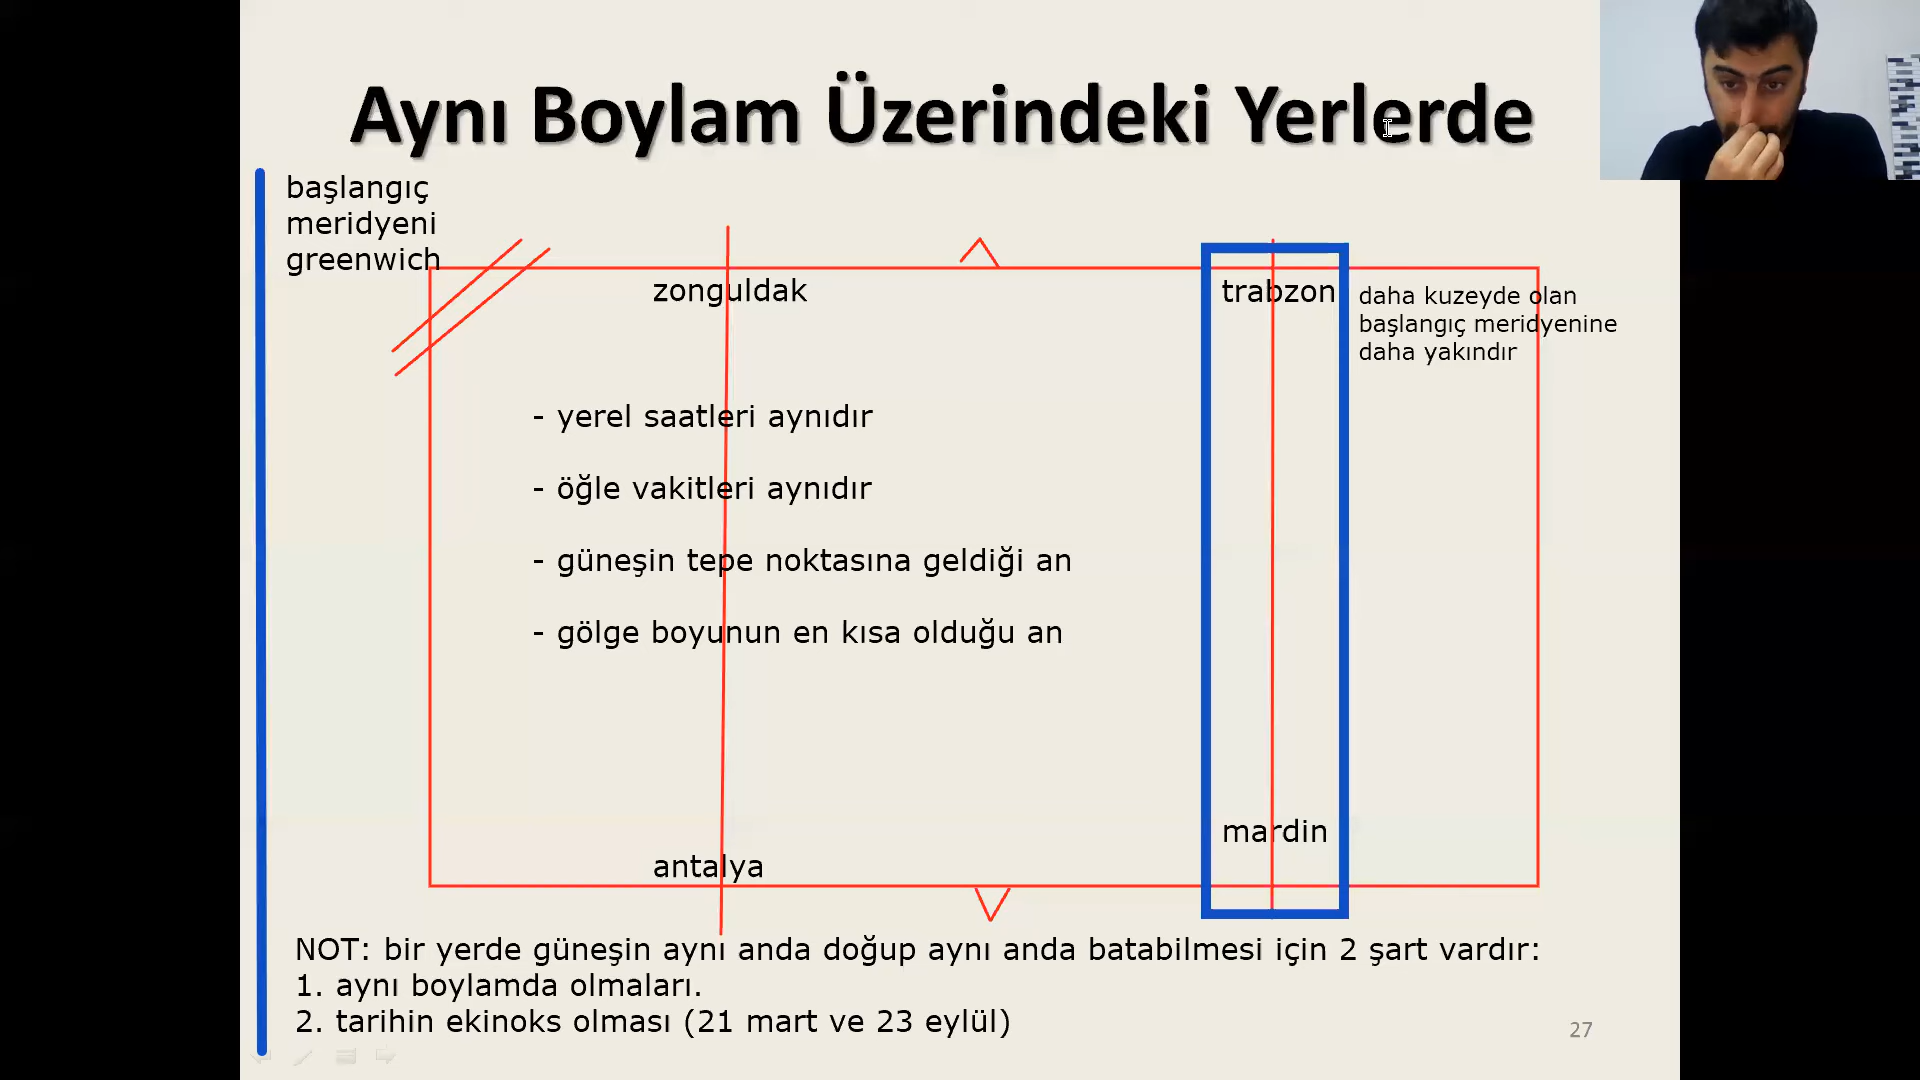 Aynı Boylam Üzerindeki Yerlerde
başlangıç
meridyeni
greenwich
zonguldak
trabzon
daha kuzeyde olan
başlangıç meridyenine
daha yakındır
- yerel saatleri aynıdır
- öğle vakitleri aynıdır
- güneşin tepe noktasına geldiği an
- gölge boyunun en kısa olduğu an
mardin
antalya
NOT: bir yerde güneşin aynı anda doğup aynı anda batabilmesi için 2 şart vardır:
1. aynı boylamda olmaları.
2. tarihin ekinoks olması (21 mart ve 23 eylül)
27